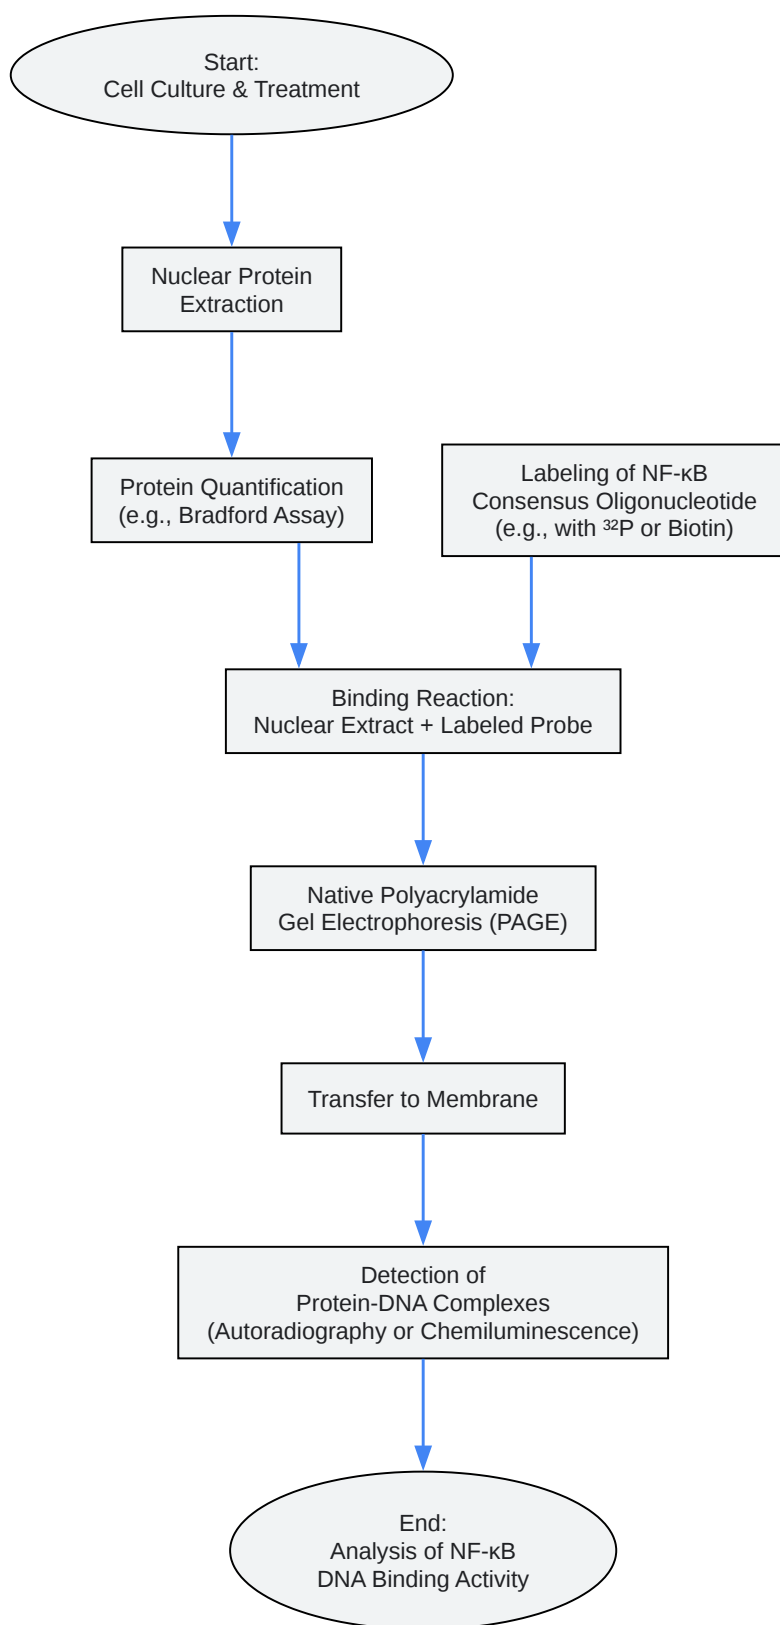 Start:
Cell Culture & Treatment
Nuclear Protein
Extraction
Protein Quantification
(e.g., Bradford Assay)
Labeling of NF-κB
Consensus Oligonucleotide
(e.g., with ³²P or Biotin)
Binding Reaction:
Nuclear Extract + Labeled Probe
Native Polyacrylamide
Gel Electrophoresis (PAGE)
Transfer to Membrane
Detection of
Protein-DNA Complexes
(Autoradiography or Chemiluminescence)
End:
Analysis of NF-κB
DNA Binding Activity